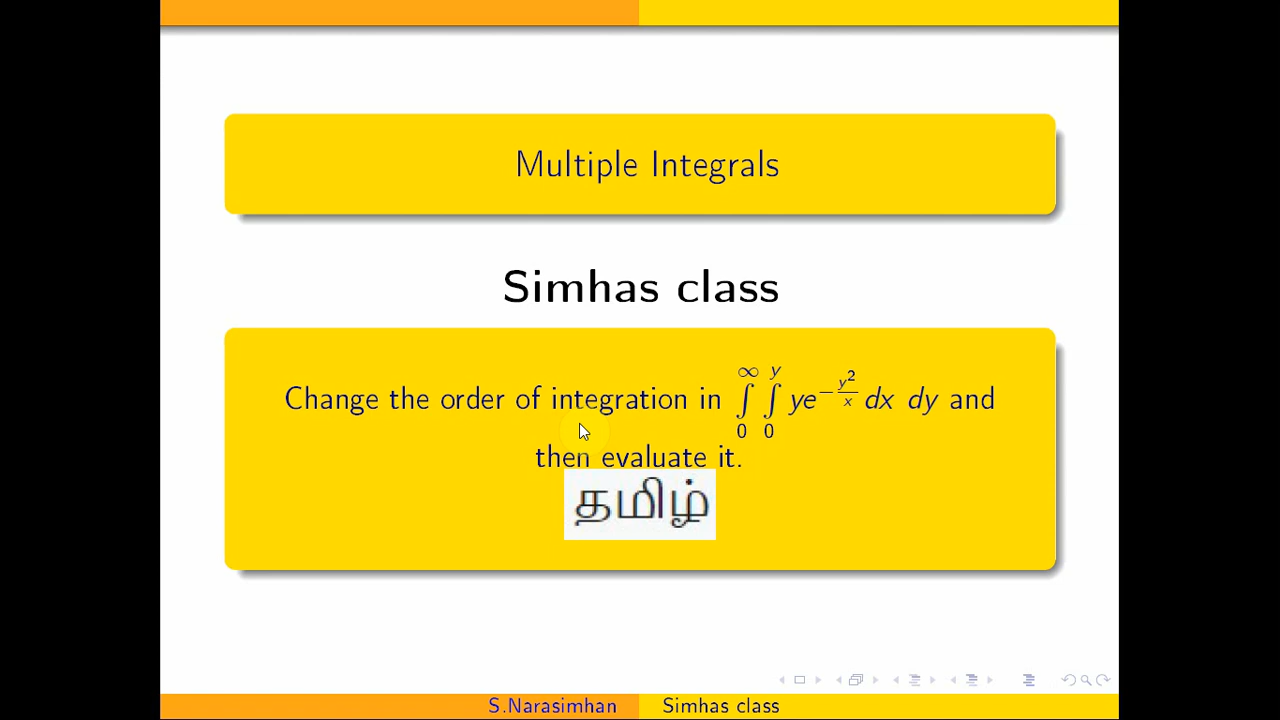 Multiple Integrals
Simhas class
Change the order of integration in ∫₀^∞ ∫₀^y ye^{-y²/x} dx dy and
then evaluate it.
தமிழ்
S.Narasimhan Simhas class